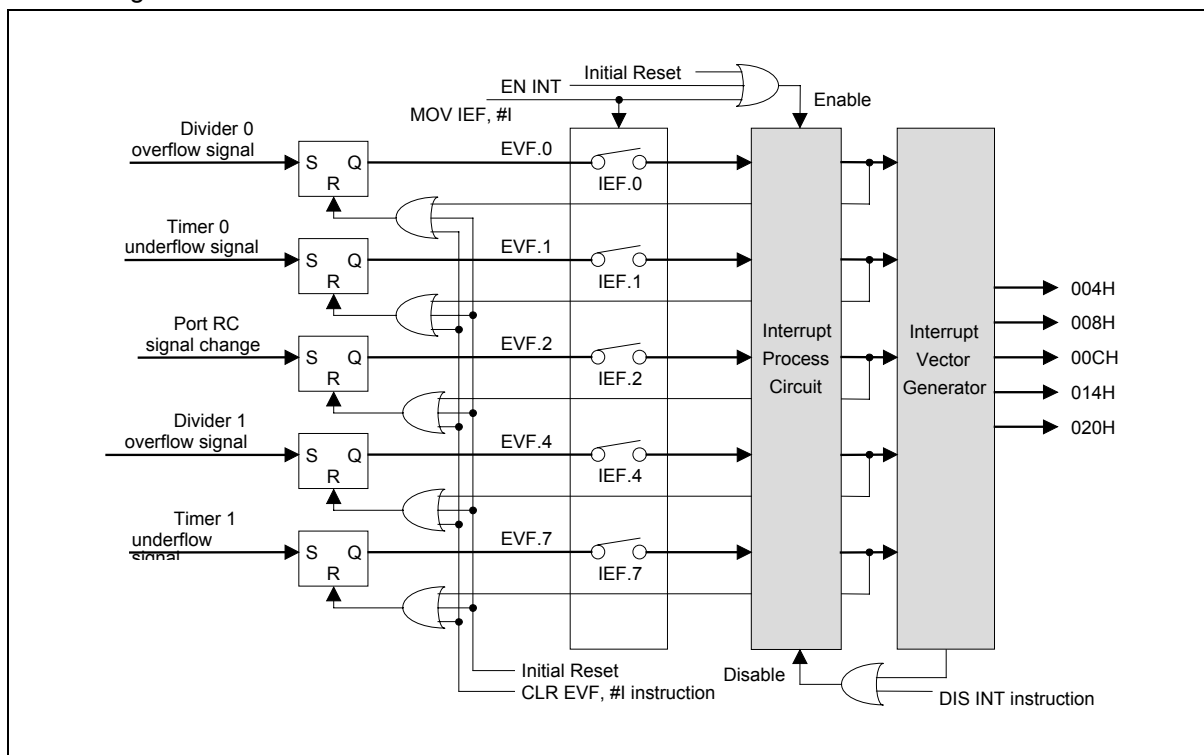 Initial Reset
EN INT
MOV IEF, #I
Enable
Divider 0
overflow signal
S Q
R
EVF.0
IEF.0
Timer 0
underflow signal
S Q
R
EVF.1
IEF.1
Port RC
signal change
S Q
R
EVF.2
IEF.2
Divider 1
overflow signal
S Q
R
EVF.4
IEF.4
Timer 1
underflow
signal
S Q
R
EVF.7
IEF.7
Interrupt
Process
Circuit
Interrupt
Vector
Generator
004H
008H
00CH
014H
020H
Initial Reset
CLR EVF, #I instruction
Disable
DIS INT instruction